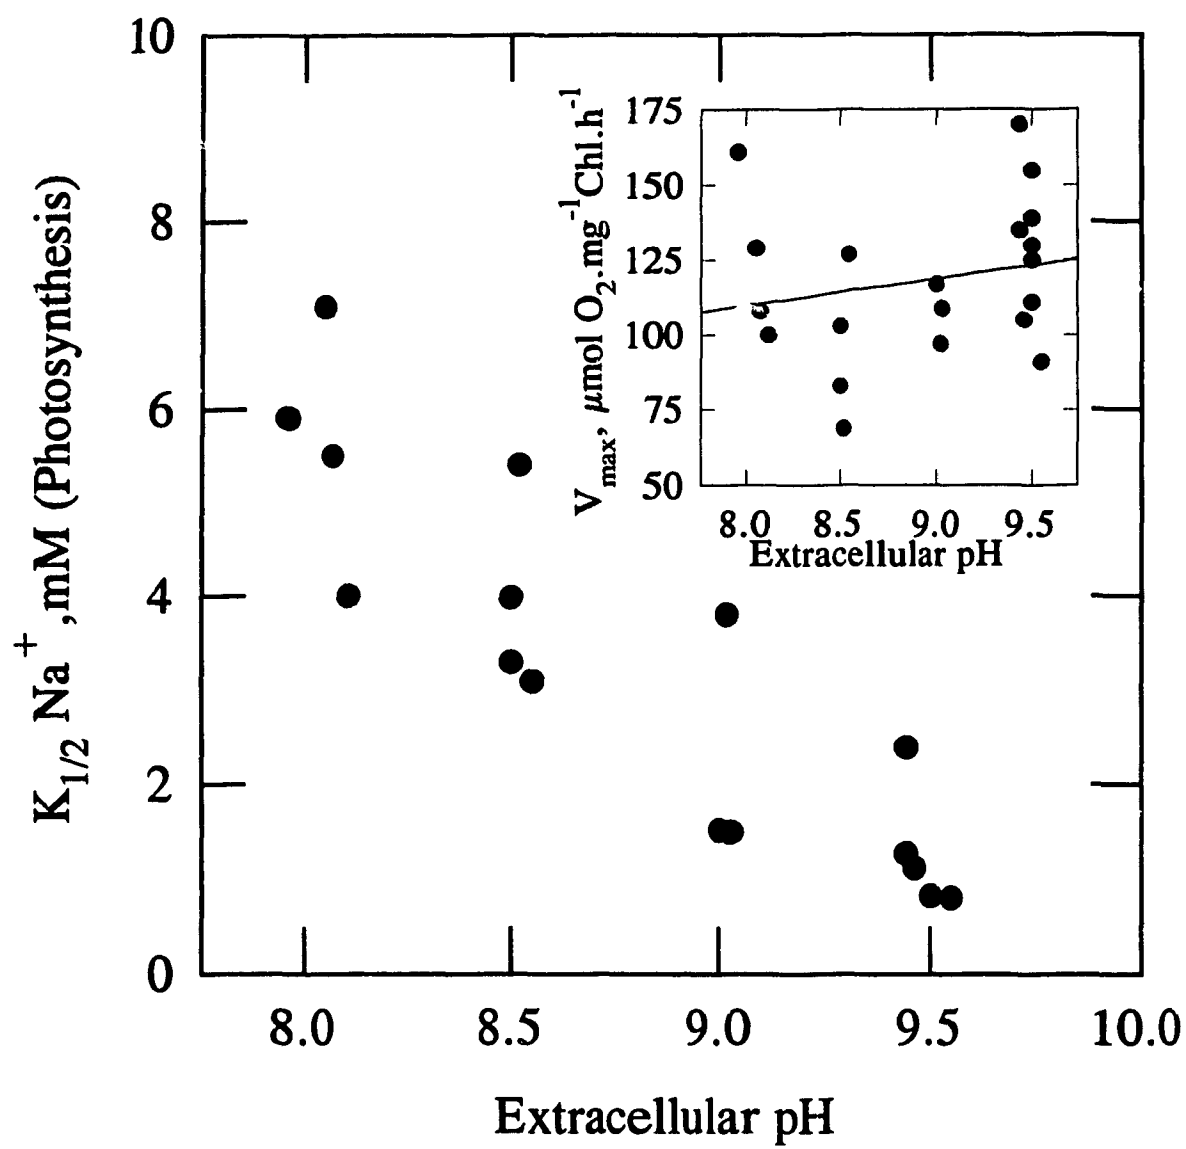 K1/2 Na+ ,mM (Photosynthesis)
10
8
6
4
2
0
8.0 8.5 9.0 9.5 10.0
Extracellular pH
Vmax, μmol O2.mg-1Chl.h-1
175
150
125
100
75
50
8.0 8.5 9.0 9.5
Extracellular pH